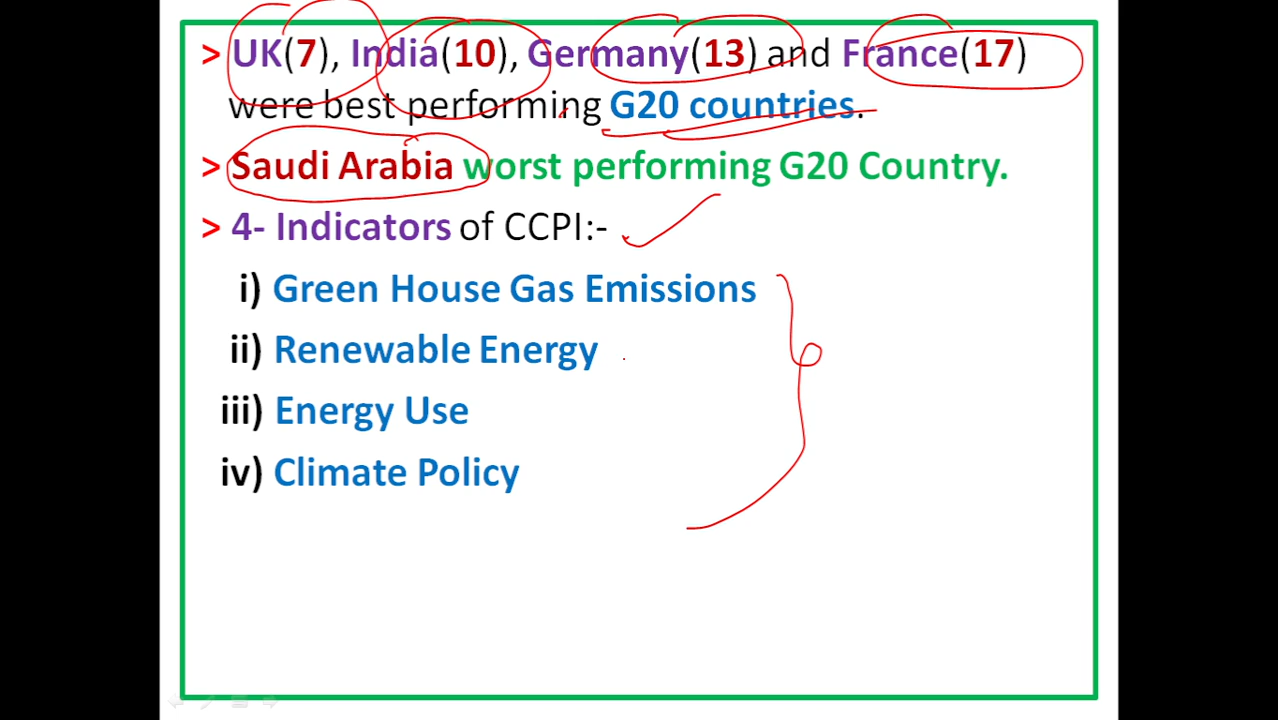 > UK(7), India(10), Germany(13) and France(17)
were best performing G20 countries.
> Saudi Arabia worst performing G20 Country.
> 4- Indicators of CCPI:-
i) Green House Gas Emissions
ii) Renewable Energy
iii) Energy Use
iv) Climate Policy